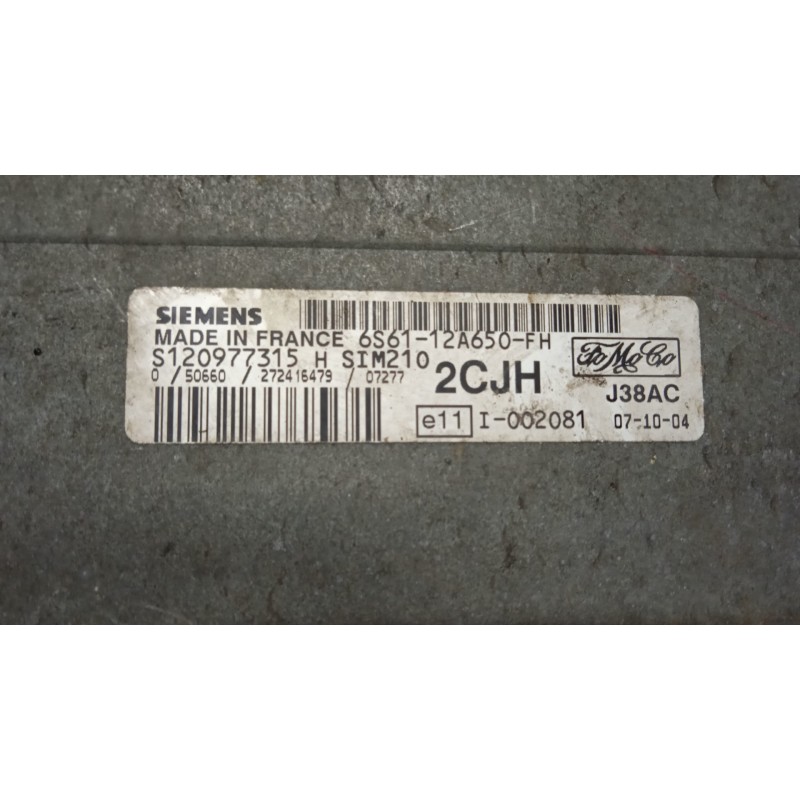 SIEMENS
MADE IN FRANCE 6S61-12A650-FH
S120977315 H SIM210
0 / 50660 / 272416479 / 07277
2CJH
FoMoCo
J38AC
e11 I-002081 07-10-04